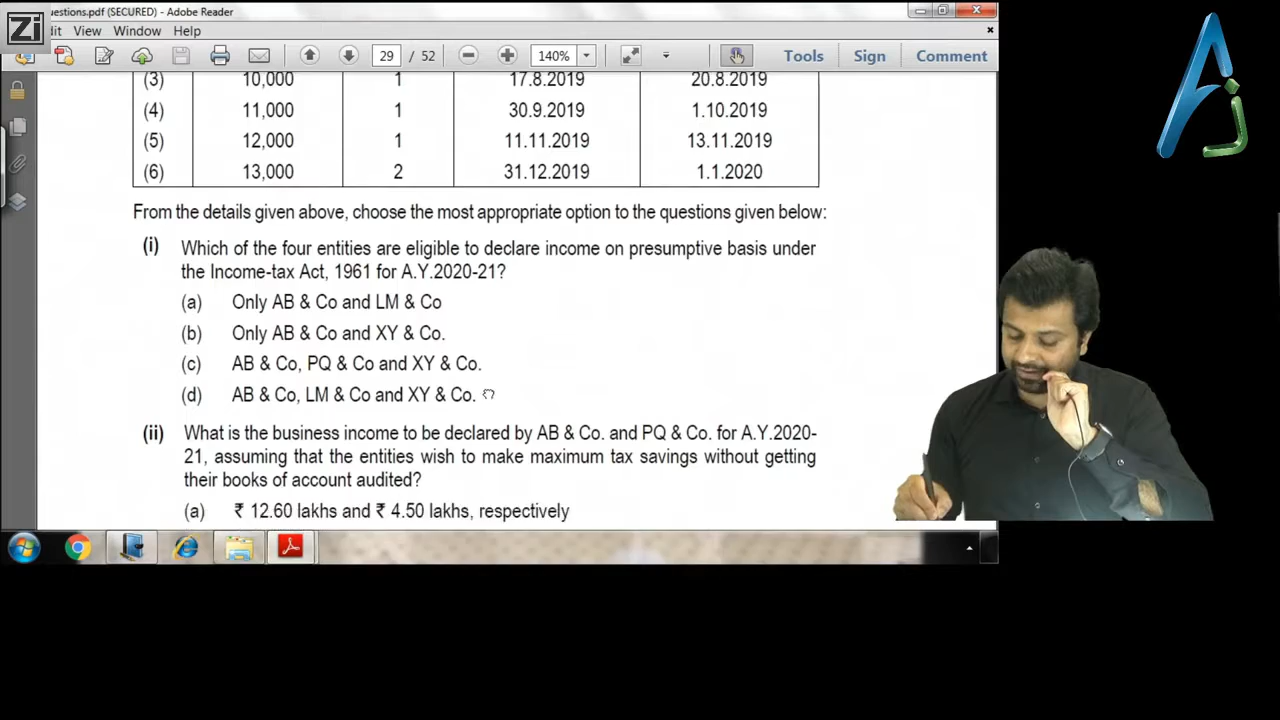 uestions.pdf (SECURED) - Adobe Reader
Zi
dit View Window Help
29 / 52 140% Tools Sign Comment
(3) 10,000 1 17.8.2019 20.8.2019
(4) 11,000 1 30.9.2019 1.10.2019
(5) 12,000 1 11.11.2019 13.11.2019
(6) 13,000 2 31.12.2019 1.1.2020
From the details given above, choose the most appropriate option to the questions given below:
(i) Which of the four entities are eligible to declare income on presumptive basis under
the Income-tax Act, 1961 for A.Y.2020-21?
(a) Only AB & Co and LM & Co
(b) Only AB & Co and XY & Co.
(c) AB & Co, PQ & Co and XY & Co.
(d) AB & Co, LM & Co and XY & Co.
(ii) What is the business income to be declared by AB & Co. and PQ & Co. for A.Y.2020-
21, assuming that the entities wish to make maximum tax savings without getting
their books of account audited?
(a) ₹ 12.60 lakhs and ₹ 4.50 lakhs, respectively